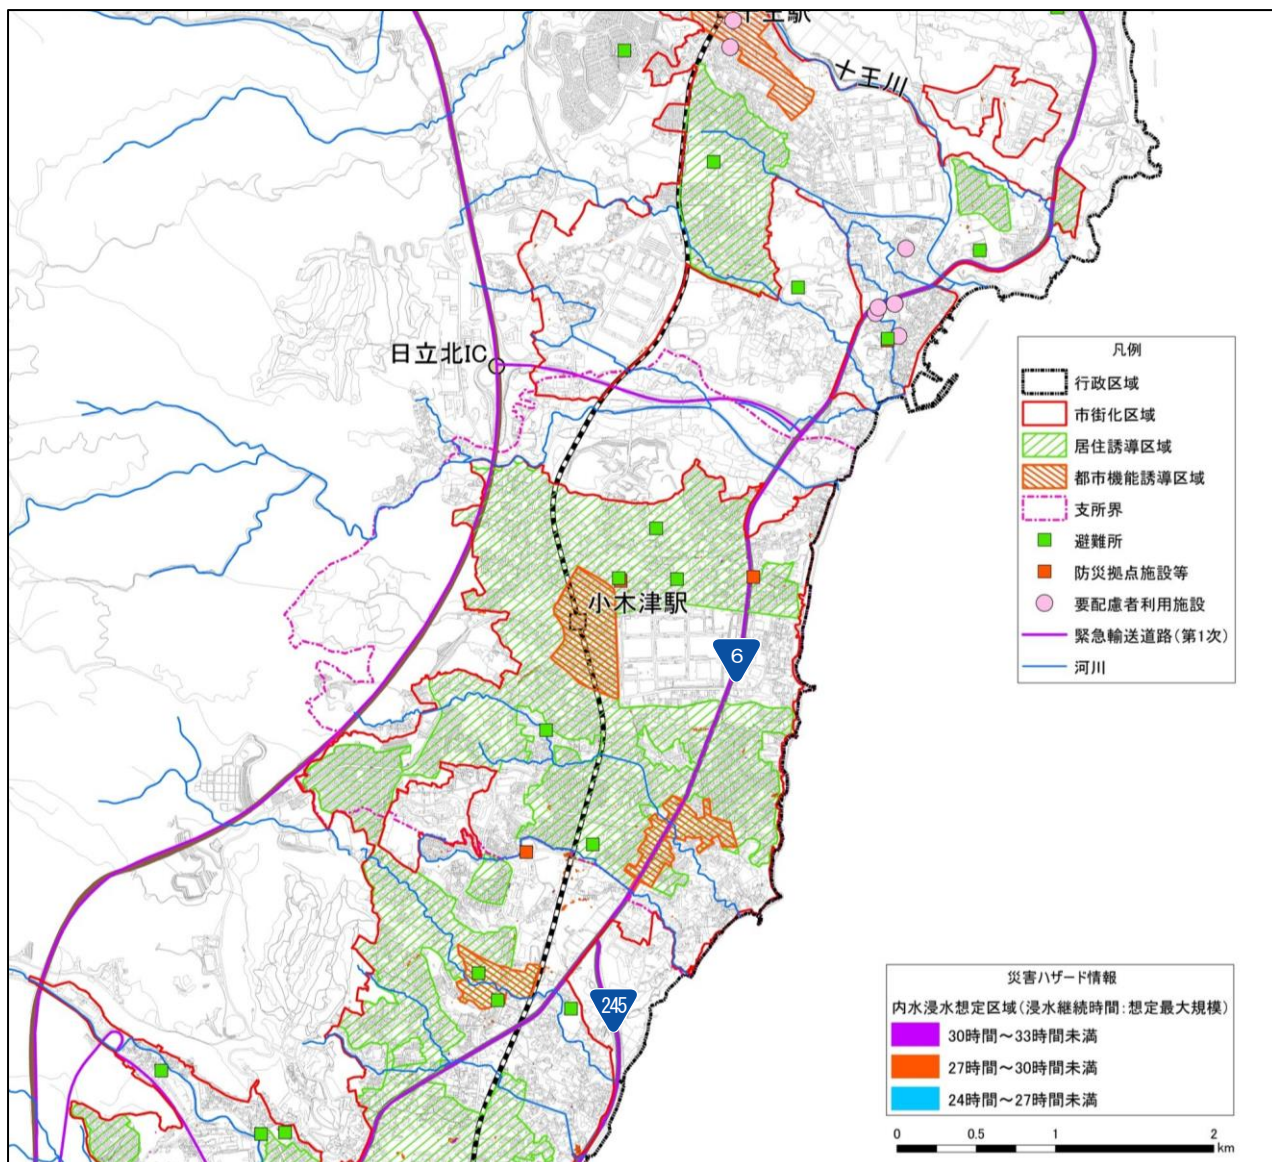 十王駅
十王川
日立北IC
小木津駅
6
245
凡例
行政区域
市街化区域
居住誘導区域
都市機能誘導区域
支所界
避難所
防災拠点施設等
要配慮者利用施設
緊急輸送道路(第1次)
河川
災害ハザード情報
内水浸水想定区域(浸水継続時間:想定最大規模)
30時間~33時間未満
27時間~30時間未満
24時間~27時間未満
0 0.5 1 2
km